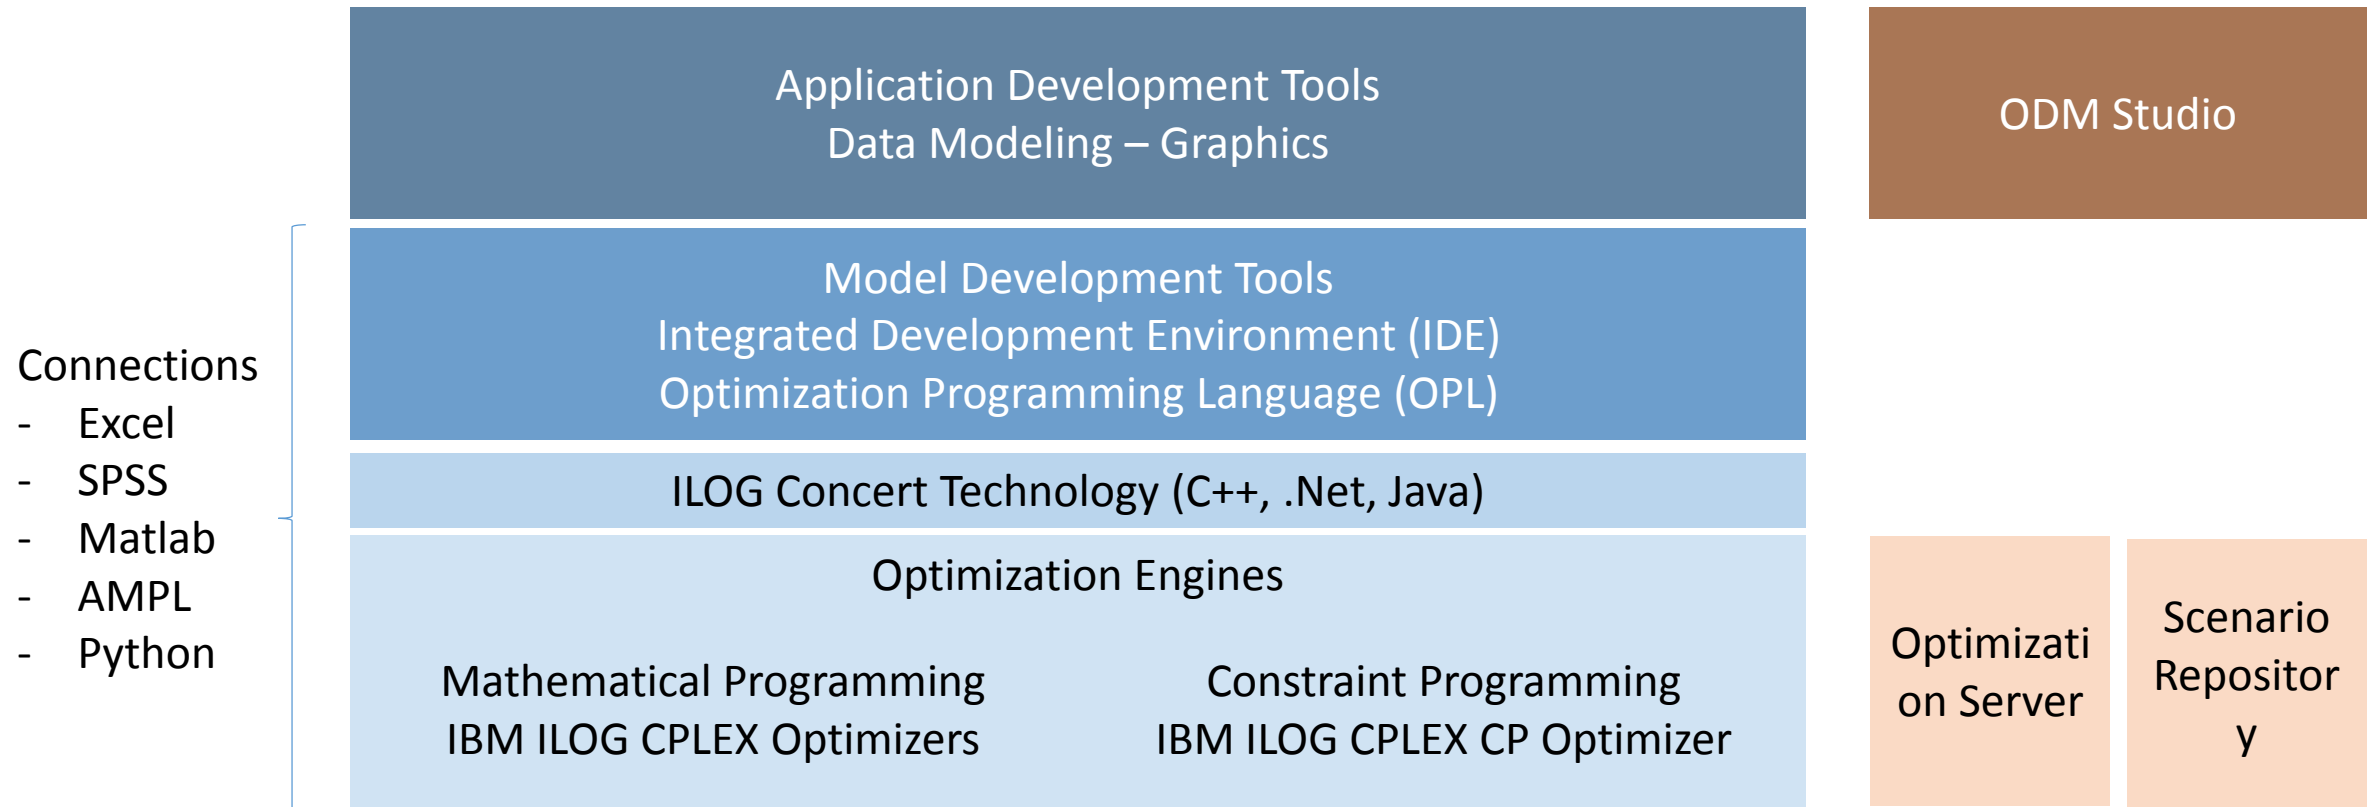 Application Development Tools
Data Modeling – Graphics
ODM Studio
Model Development Tools
Integrated Development Environment (IDE)
Optimization Programming Language (OPL)
Connections
- Excel
- SPSS
- Matlab
- AMPL
- Python
ILOG Concert Technology (C++, .Net, Java)
Optimization Engines
Mathematical Programming
IBM ILOG CPLEX Optimizers
Constraint Programming
IBM ILOG CPLEX CP Optimizer
Optimizati
on Server
Scenario
Repositor
y